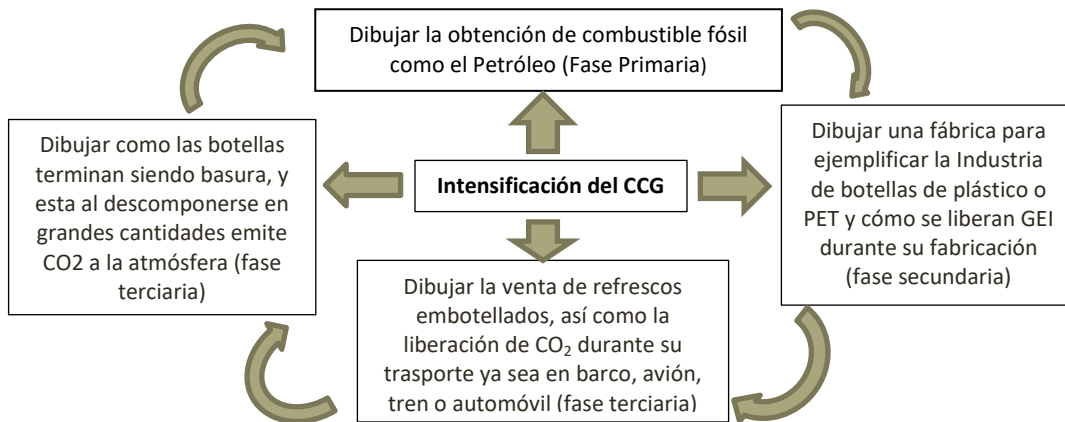 Dibujar la obtención de combustible fósil
como el Petróleo (Fase Primaria)
Dibujar como las botellas
terminan siendo basura, y
esta al descomponerse en
grandes cantidades emite
CO2 a la atmósfera (fase
terciaria)
Intensificación del CCG
Dibujar una fábrica para
ejemplificar la Industria
de botellas de plástico o
PET y cómo se liberan GEI
durante su fabricación
(fase secundaria)
Dibujar la venta de refrescos
embotellados, así como la
liberación de CO₂ durante su
trasporte ya sea en barco, avión,
tren o automóvil (fase terciaria)